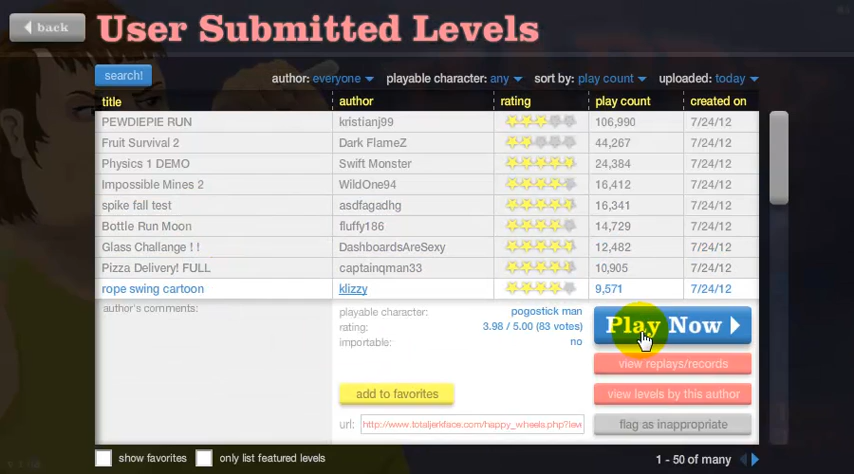 back
User Submitted Levels
search!
author: everyone playable character: any sort by: play count uploaded: today
title author rating play count created on
PEWDIEPIE RUN kristianj99 106,990 7/24/12
Fruit Survival 2 Dark FlameZ 44,267 7/24/12
Physics 1 DEMO Swift Monster 24,384 7/24/12
Impossible Mines 2 WildOne94 16,412 7/24/12
spike fall test asdfagadhg 16,341 7/24/12
Bottle Run Moon fluffy186 14,729 7/24/12
Glass Challange ! ! DashboardsAreSexy 12,482 7/24/12
Pizza Delivery! FULL captainqman33 10,905 7/24/12
rope swing cartoon klizzy 9,571 7/24/12
author's comments:
playable character: pogostick man
rating: 3.98 / 5.00 (83 votes)
importable: no
Play Now
view replays/records
add to favorites
view levels by this author
url: http://www.totaljerkface.com/happy_wheels.php?leve
flag as inappropriate
show favorites only list featured levels
1 - 50 of many